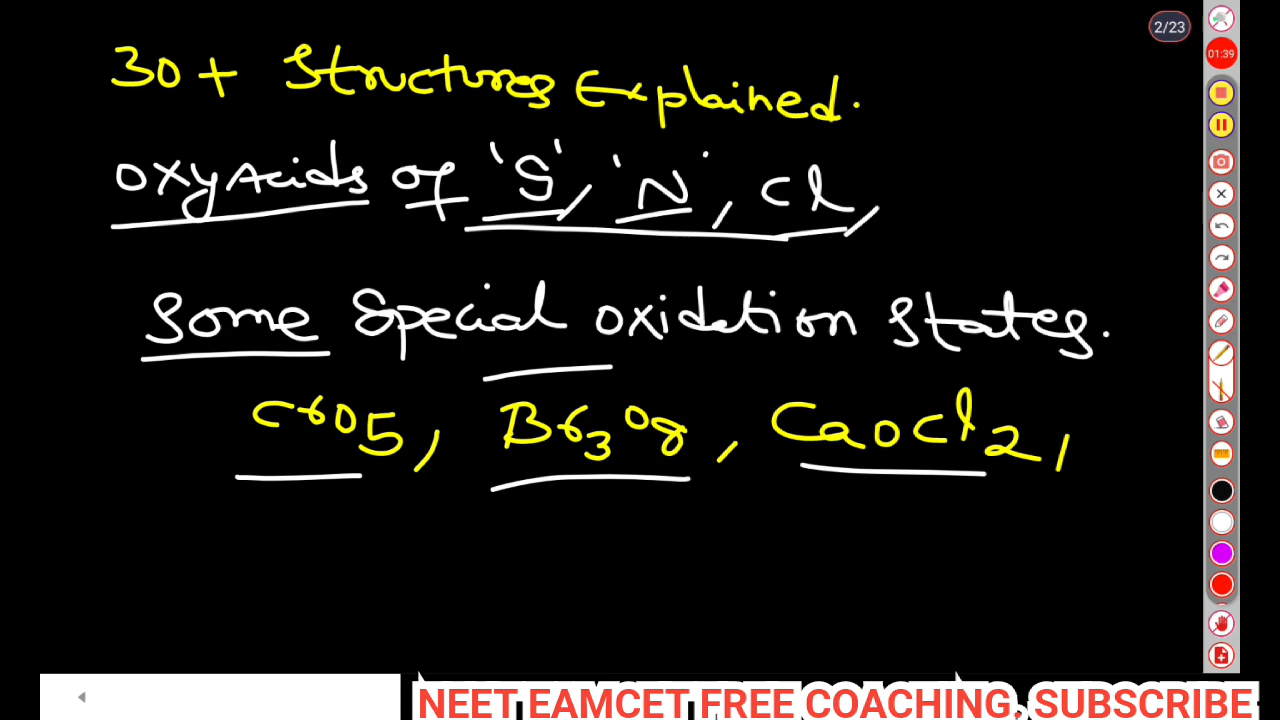 2/23
01:39
30+ Structures Explained.
OxyAcids of 'S', 'N', Cl,
Some Special oxidation States.
CrO5, Br3O8, CaOCl2,
NEET EAMCET FREE COACHING, SUBSCRIBE